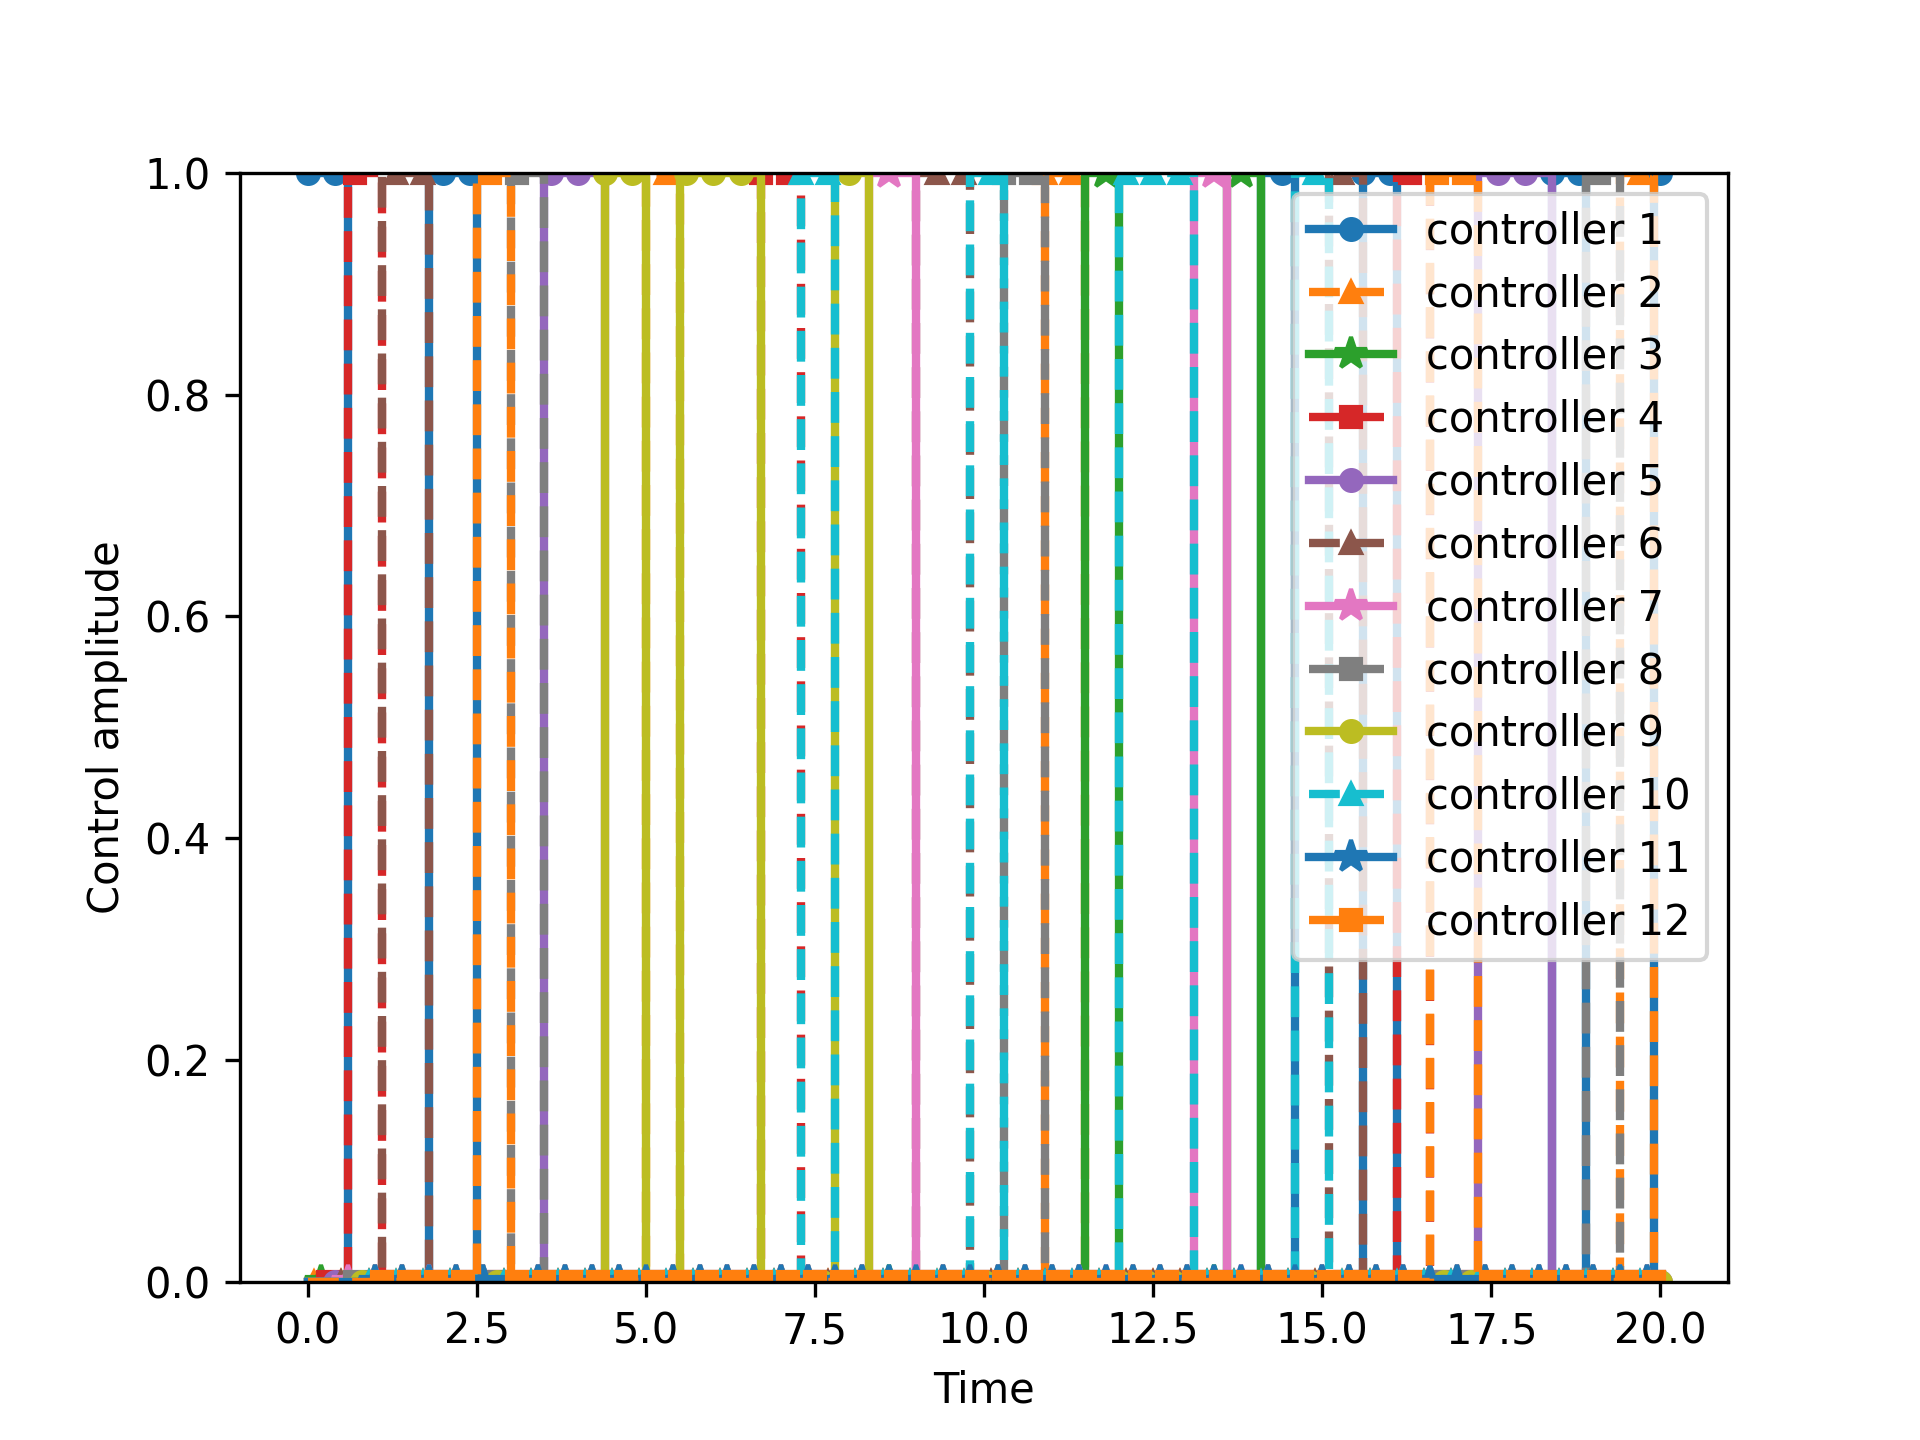 1.0
0.8
0.6
0.4
0.2
0.0
Control amplitude
controller 1
controller 2
controller 3
controller 4
controller 5
controller 6
controller 7
controller 8
controller 9
controller 10
controller 11
controller 12
0.0 2.5 5.0 7.5 10.0 12.5 15.0 17.5 20.0
Time